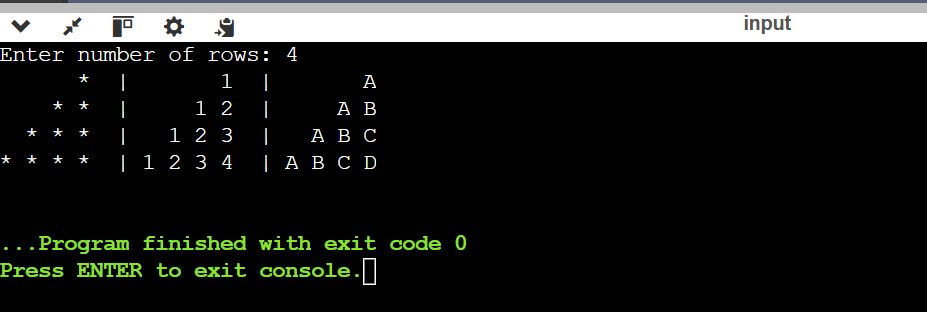 input
Enter number of rows: 4
      * |       1 |       A
    * * |     1 2 |     A B
  * * * |   1 2 3 |   A B C
* * * *  | 1 2 3 4  | A B C D
...Program finished with exit code 0
Press ENTER to exit console.